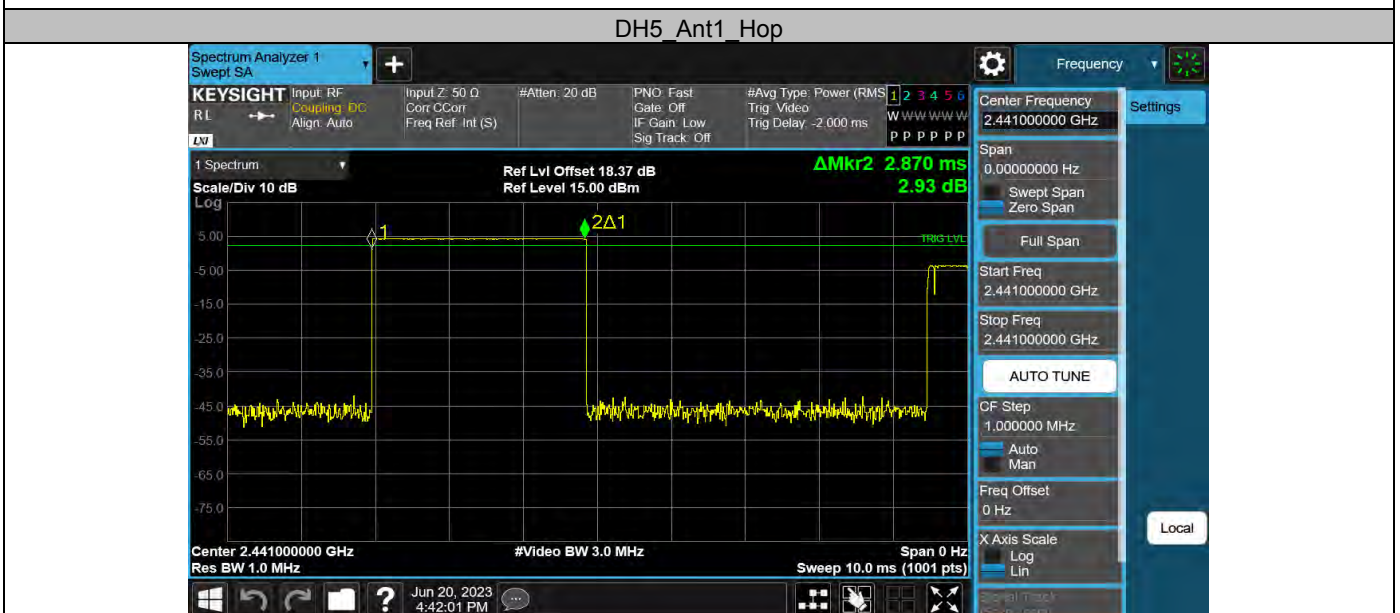 DH5_Ant1_Hop
Spectrum Analyzer 1
Swept SA
Frequency
KEYSIGHT
RL
LXI
Input: RF
Coupling: DC
Align: Auto
Input Z: 50 Ω
Corr CCorr
Freq Ref: Int (S)
#Atten: 20 dB
PNO: Fast
Gate: Off
IF Gain: Low
Sig Track: Off
#Avg Type: Power (RMS
Trig: Video
Trig Delay: -2.000 ms
1 2 3 4 5 6
W W W W W W
P P P P P P
Center Frequency
2.441000000 GHz
Settings
1 Spectrum
Scale/Div 10 dB
Log
Ref Lvl Offset 18.37 dB
Ref Level 15.00 dBm
ΔMkr2 2.870 ms
2.93 dB
Span
0.00000000 Hz
Swept Span
Zero Span
Full Span
Start Freq
2.441000000 GHz
Stop Freq
2.441000000 GHz
AUTO TUNE
CF Step
1.000000 MHz
Auto
Man
Freq Offset
0 Hz
X Axis Scale
Log
Lin
Local
1
2Δ1
TRIG LVL
5.00
-5.00
-15.0
-25.0
-35.0
-45.0
-55.0
-65.0
-75.0
Center 2.441000000 GHz
#Video BW 3.0 MHz
Span 0 Hz
Res BW 1.0 MHz
Sweep 10.0 ms (1001 pts)
?
Jun 20, 2023
4:42:01 PM